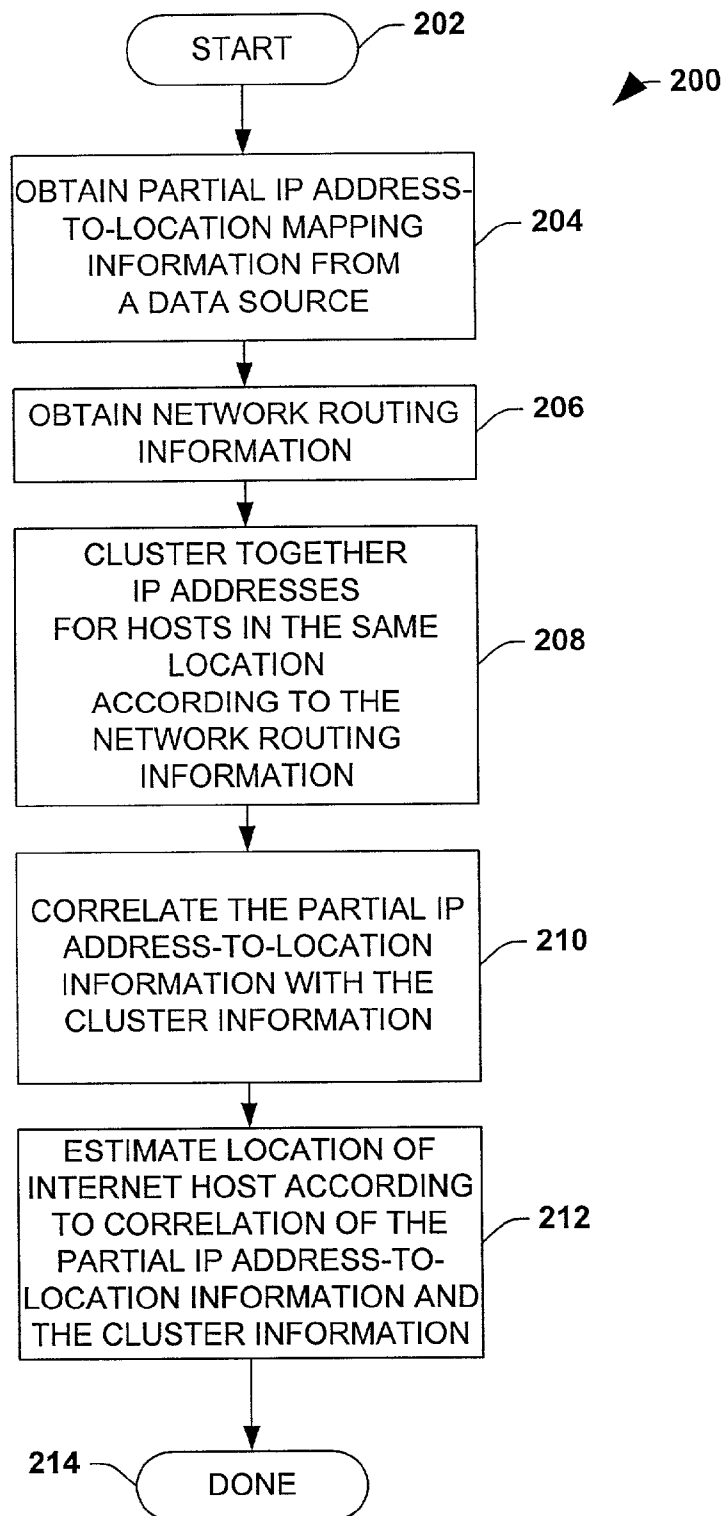 START
202
200
OBTAIN PARTIAL IP ADDRESS-
TO-LOCATION MAPPING
INFORMATION FROM
A DATA SOURCE
204
OBTAIN NETWORK ROUTING
INFORMATION
206
CLUSTER TOGETHER
IP ADDRESSES
FOR HOSTS IN THE SAME
LOCATION
ACCORDING TO THE
NETWORK ROUTING
INFORMATION
208
CORRELATE THE PARTIAL IP
ADDRESS-TO-LOCATION
INFORMATION WITH THE
CLUSTER INFORMATION
210
ESTIMATE LOCATION OF
INTERNET HOST ACCORDING
TO CORRELATION OF THE
PARTIAL IP ADDRESS-TO-
LOCATION INFORMATION AND
THE CLUSTER INFORMATION
212
214
DONE